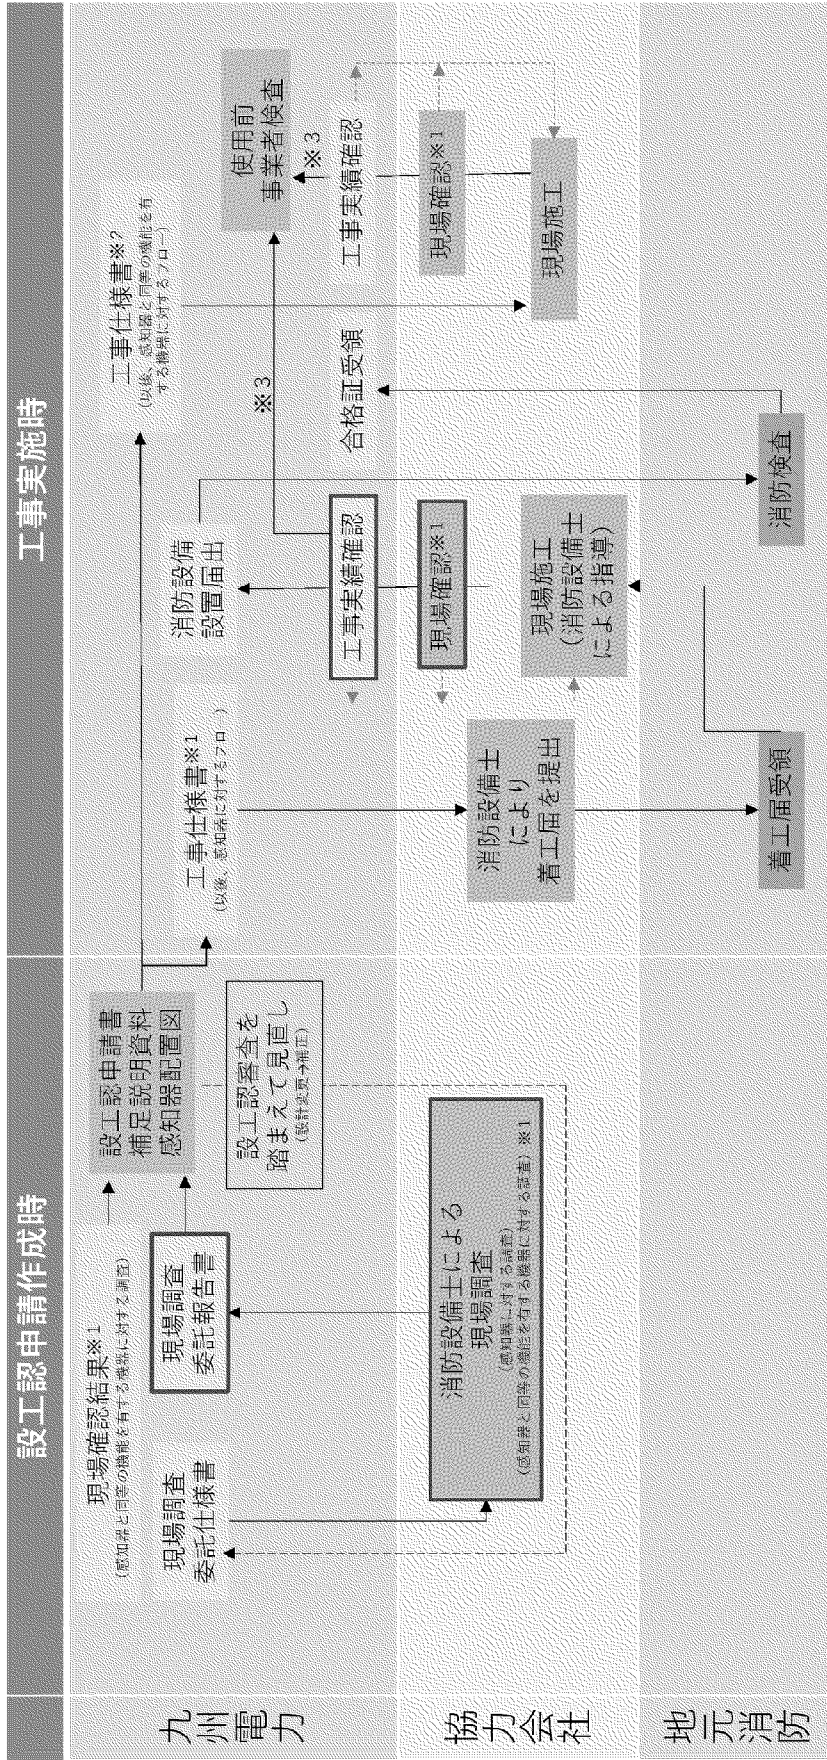 設工認申請作成時
工事実施時
九州電力
現場確認結果※1
(感知器と同等の機能を有する機器に対する調査)
現場調査
委託仕様書
現場調査
委託報告書
設工認申請書
補足説明資料
感知器配置図
設工認審査を
踏まえて見直し
(設計変更→補正)
工事仕様書※1
(以後、感知器に対するフロー)
消防設備
設置届出
工事実績確認
工事仕様書※2
(以後、感知器と同等の機能を有
する機器に対するフロー)
※3
合格証受領
使用前
事業者検査
※3
工事実績確認
協力会社
消防設備士による
現場調査
(感知器に対する調査)
(感知器と同等の機能を有する機器に対する調査)※1
消防設備士
により
着工届を提出
現場確認※1
現場施工
(消防設備士
による指導)
現場確認※1
現場施工
地元消防
着工届受領
消防検査